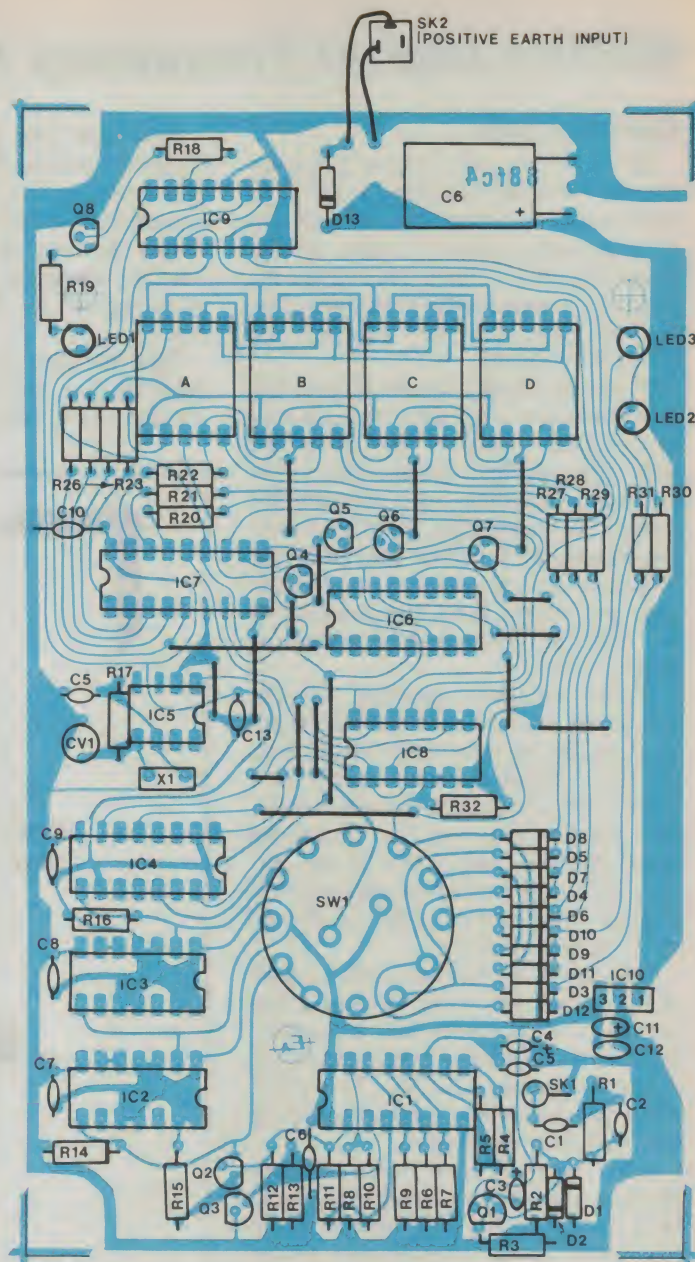 SK2
(POSITIVE EARTH INPUT)
R18
IC9
D13
C6
+
Q8
R19
LED1
LED3
A
B
C
D
LED2
R26 → R23
R22
R21
R20
Q5
Q6
Q7
R28
R27
R29
R31
R30
C10
IC7
Q4
IC6
C5
R17
IC5
CV1
C13
X1
IC8
R32
C9
IC4
SW1
D8
D5
D7
D4
D6
D10
D9
D11
D3
D12
R16
C8
IC3
IC10
3 2 1
C11
C12
C4
C5
C7
IC2
IC1
SK1
R1
C1
C2
R5
R4
R14
R15
Q2
Q3
C6
R12
R13
R11
R8
R10
R9
R6
R7
C3
Q1
R2
D1
D2
R3